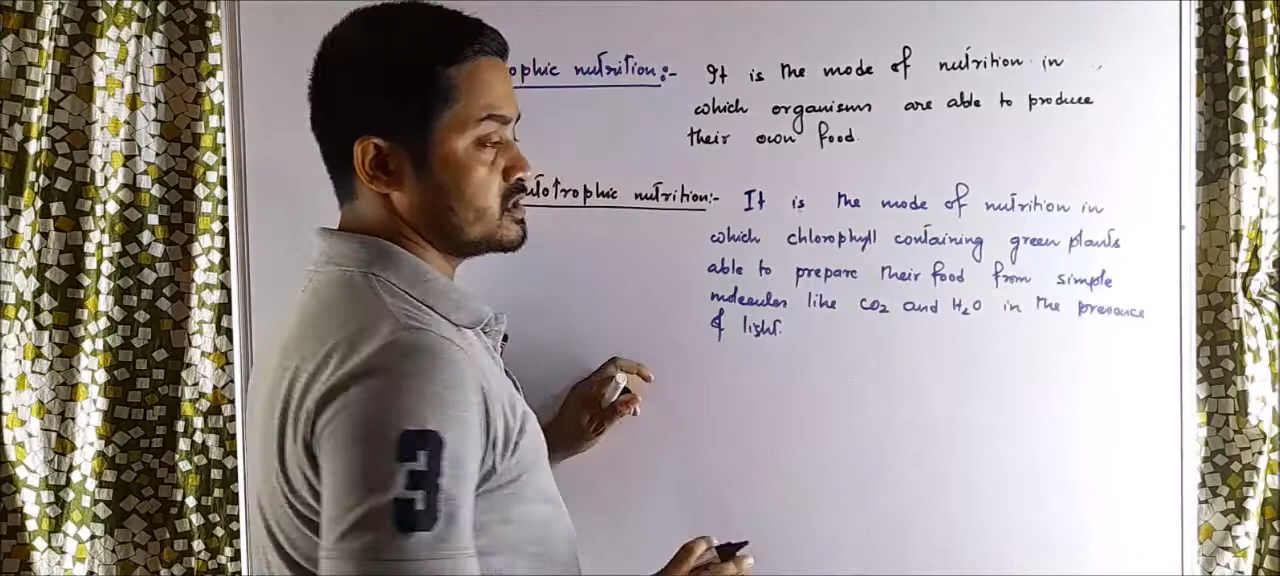 ophic nutrition:- It is the mode of nutrition in
which organisms are able to produce
their own food.
utotrophic nutrition:- It is the mode of nutrition in
which chlorophyll containing green plants
able to prepare their food from simple
molecules like CO2 and H2O in the presence
of light.
3